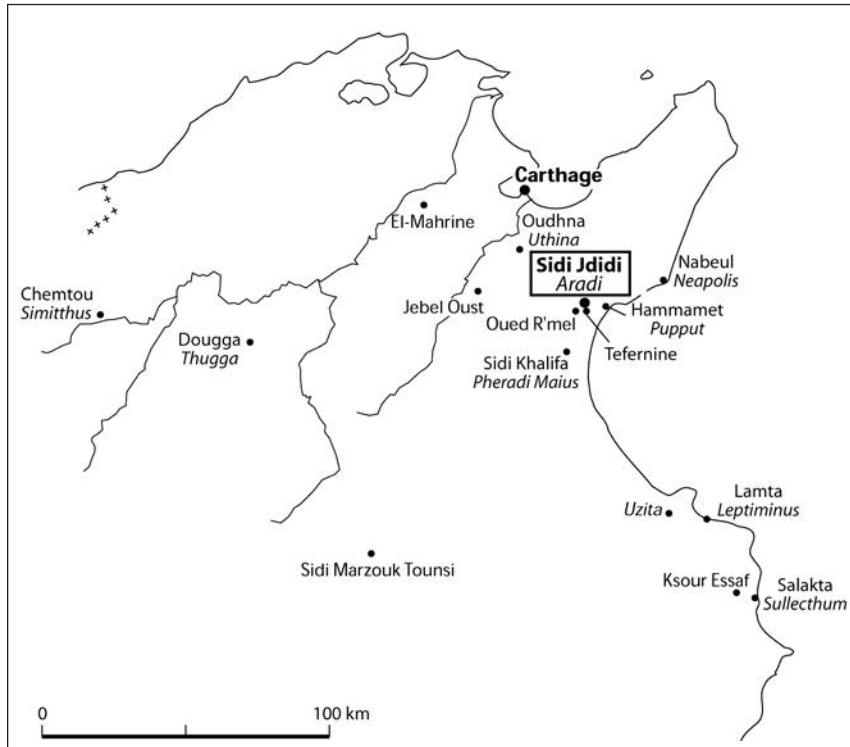 Carthage
El-Mahrine
Oudhna
Uthina
Sidi Jdidi
Aradi
Nabeul
Neapolis
Chemtou
Simitthus
Jebel Oust
Oued R'mel
Hammamet
Pupput
Dougga
Thugga
Sidi Khalifa
Pheradi Maius
Tefernine
Uzita
Lamta
Leptiminus
Sidi Marzouk Tounsi
Ksour Essaf
Salakta
Sullecthum
0
100 km